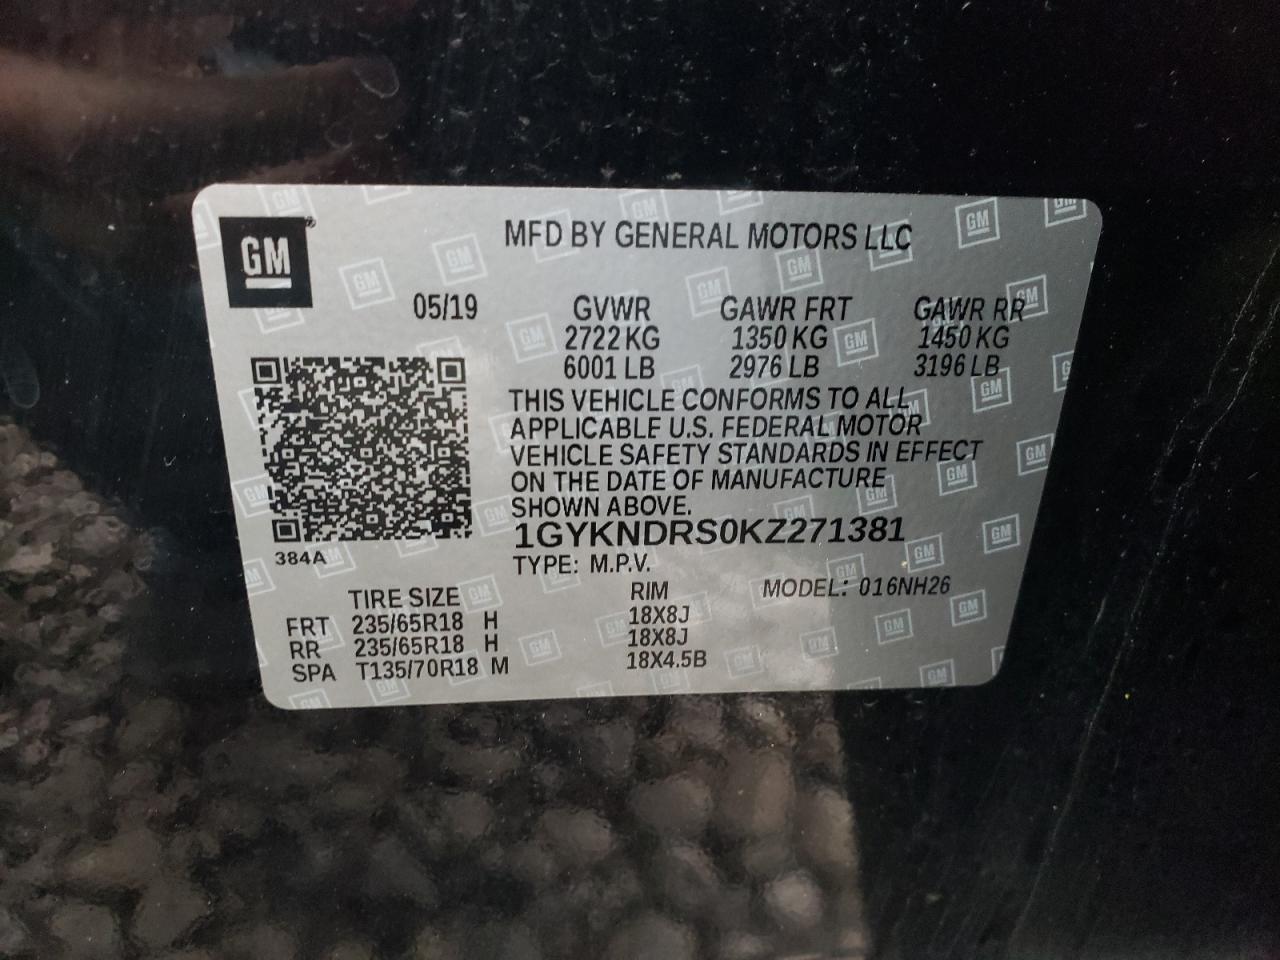 GM
MFD BY GENERAL MOTORS LLC
05/19 GVWR GAWR FRT GAWR RR
2722 KG 1350 KG 1450 KG
6001 LB 2976 LB 3196 LB
THIS VEHICLE CONFORMS TO ALL
APPLICABLE U.S. FEDERAL MOTOR
VEHICLE SAFETY STANDARDS IN EFFECT
ON THE DATE OF MANUFACTURE
SHOWN ABOVE.
1GYKNDRS0KZ271381
384A
TYPE: M.P.V.
TIRE SIZE RIM MODEL: 016NH26
FRT 235/65R18 H 18X8J
RR 235/65R18 H 18X8J
SPA T135/70R18 M 18X4.5B